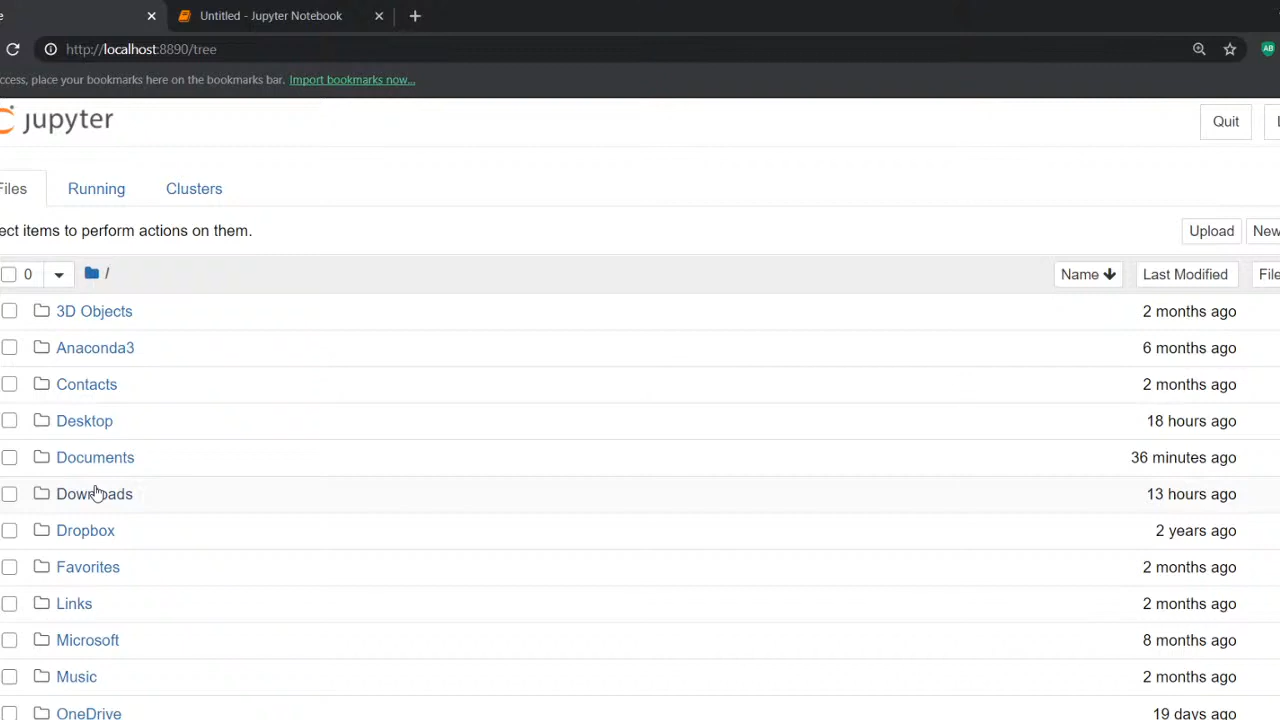 e
Untitled - Jupyter Notebook
http://localhost:8890/tree
AB
ccess, place your bookmarks here on the bookmarks bar. Import bookmarks now...
jupyter
Quit
L
Files Running Clusters
ect items to perform actions on them.
Upload New
0 / Name Last Modified File
3D Objects 2 months ago
Anaconda3 6 months ago
Contacts 2 months ago
Desktop 18 hours ago
Documents 36 minutes ago
Downloads 13 hours ago
Dropbox 2 years ago
Favorites 2 months ago
Links 2 months ago
Microsoft 8 months ago
Music 2 months ago
OneDrive 19 days ago